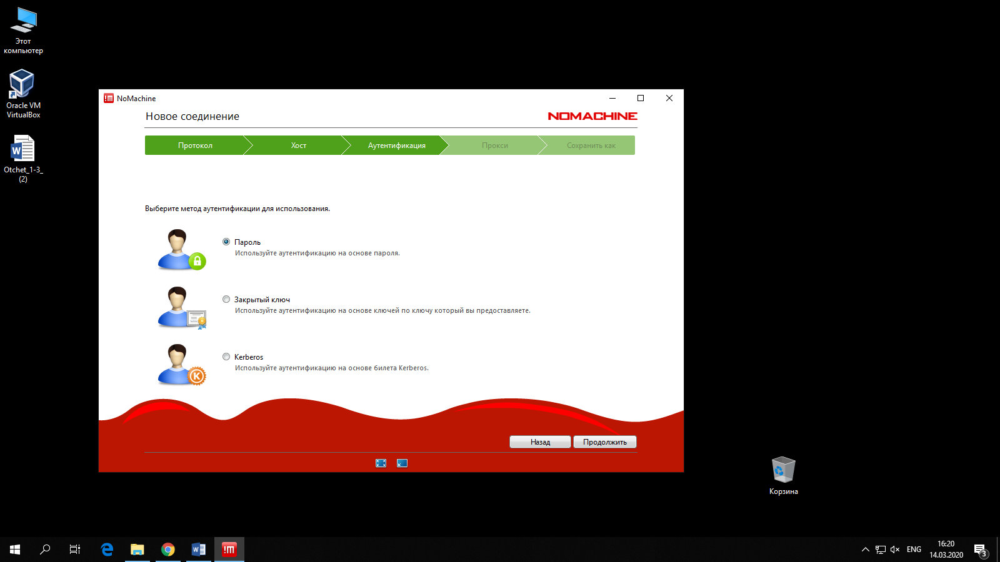 Этот
компьютер
Oracle VM
VirtualBox
Otchet_1-3_
(2)
NoMachine
Новое соединение
NOMACHINE
Протокол
Хост
Аутентификация
Прокси
Сохранить как
Выберите метод аутентификации для использования.
Пароль
Используйте аутентификацию на основе пароля.
Закрытый ключ
Используйте аутентификацию на основе ключей по ключу который вы предоставляете.
Kerberos
Используйте аутентификацию на основе билета Kerberos.
Назад
Продолжить
Корзина
ENG
16:20
14.03.2020
3